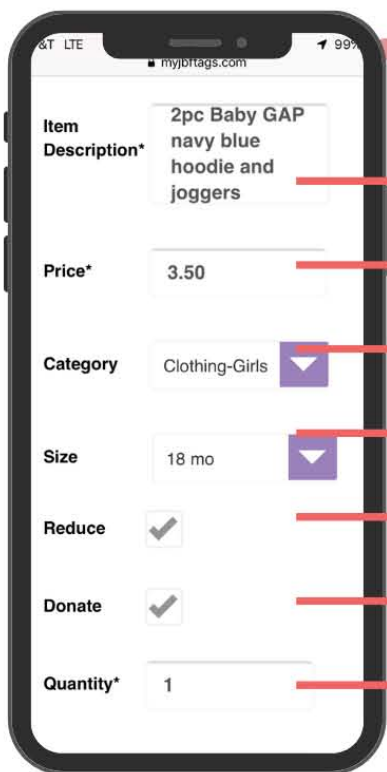 &T LTE 99%
myjbftags.com
Item
Description*
2pc Baby GAP
navy blue
hoodie and
joggers
Price*
3.50
Category
Clothing-Girls
Size
18 mo
Reduce
Donate
Quantity*
1